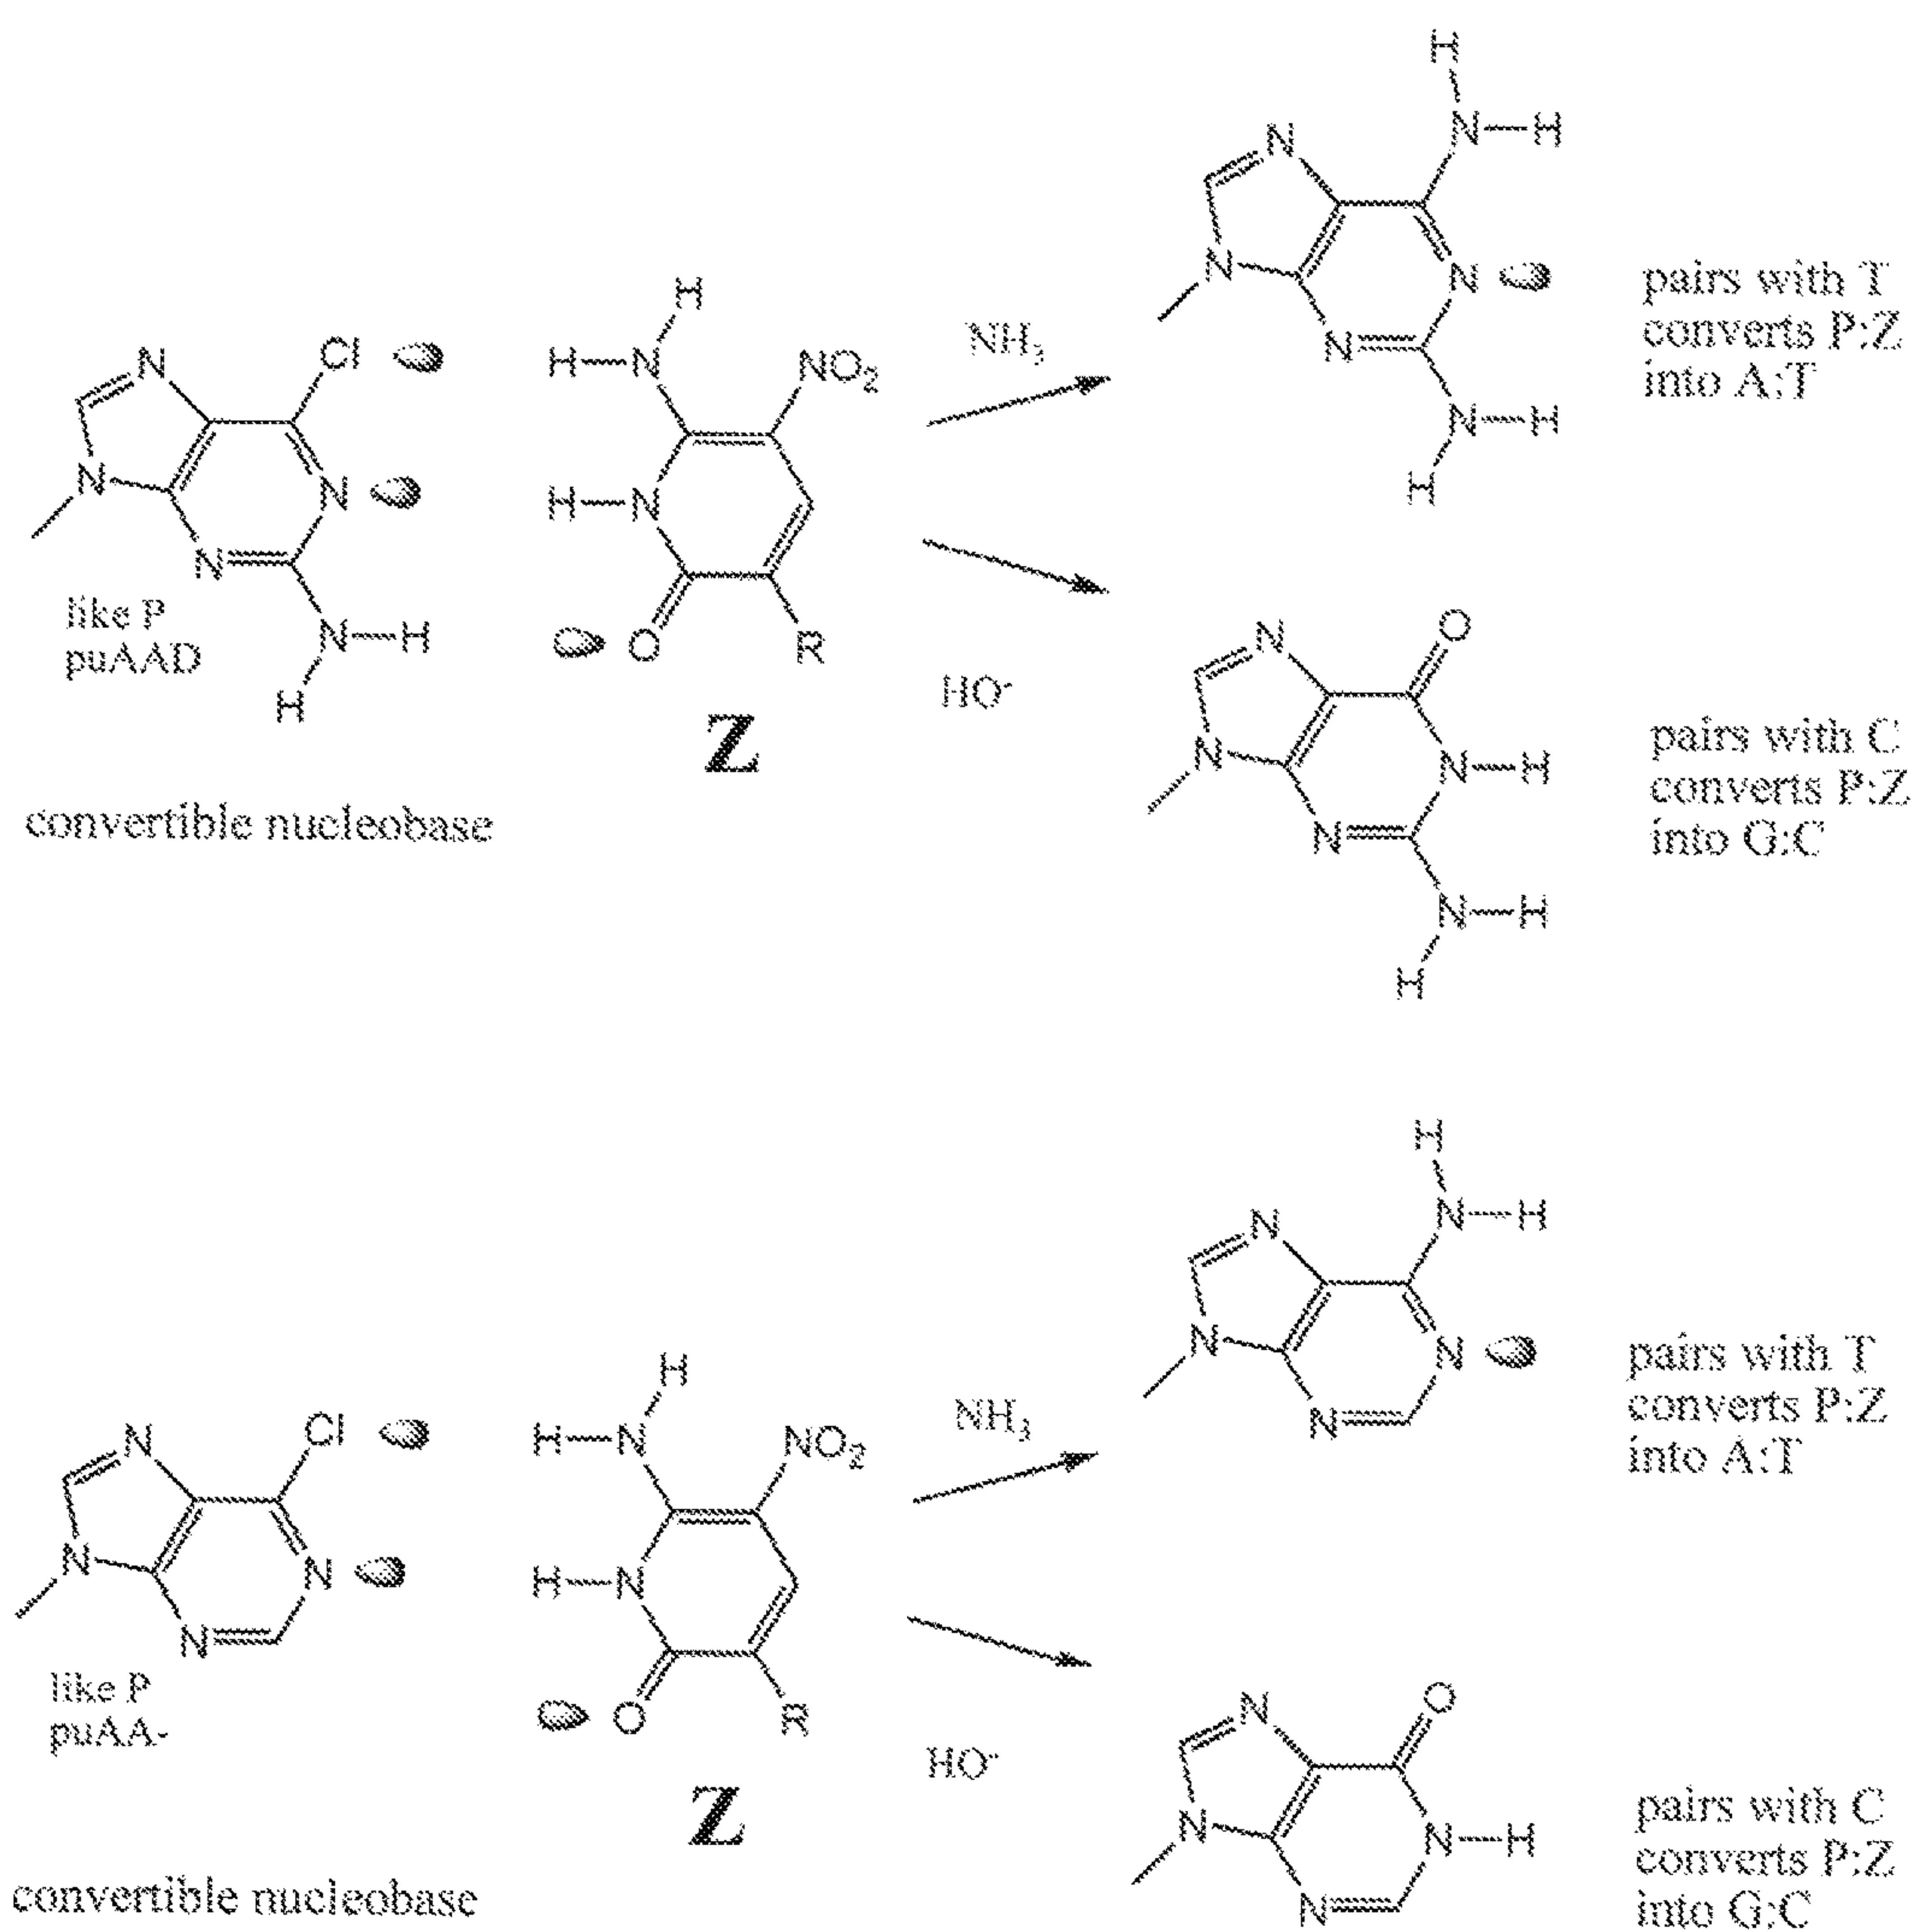 H
N
N
H
H
Cl
N
N
NO₂
H
N
NH₃
N
N
pairs with T
N
N
converts P:Z
H
N
N
H
N
H
into A:T
N
H
like P
puAAD
N
H
O
R
H
O
H
HO⁻
N
Z
pairs with C
N
N
H
converts P:Z
convertible nucleobase
N
into G:C
N
H
H
H
N
N
H
H
N
N
pairs with T
N
Cl
H
N
NO₂
NH₃
N
converts P:Z
into A:T
N
N
H
N
N
like P
puAA-
O
R
N
O
HO⁻
Z
pairs with C
N
N
H
converts P:Z
convertible nucleobase
N
into G:C